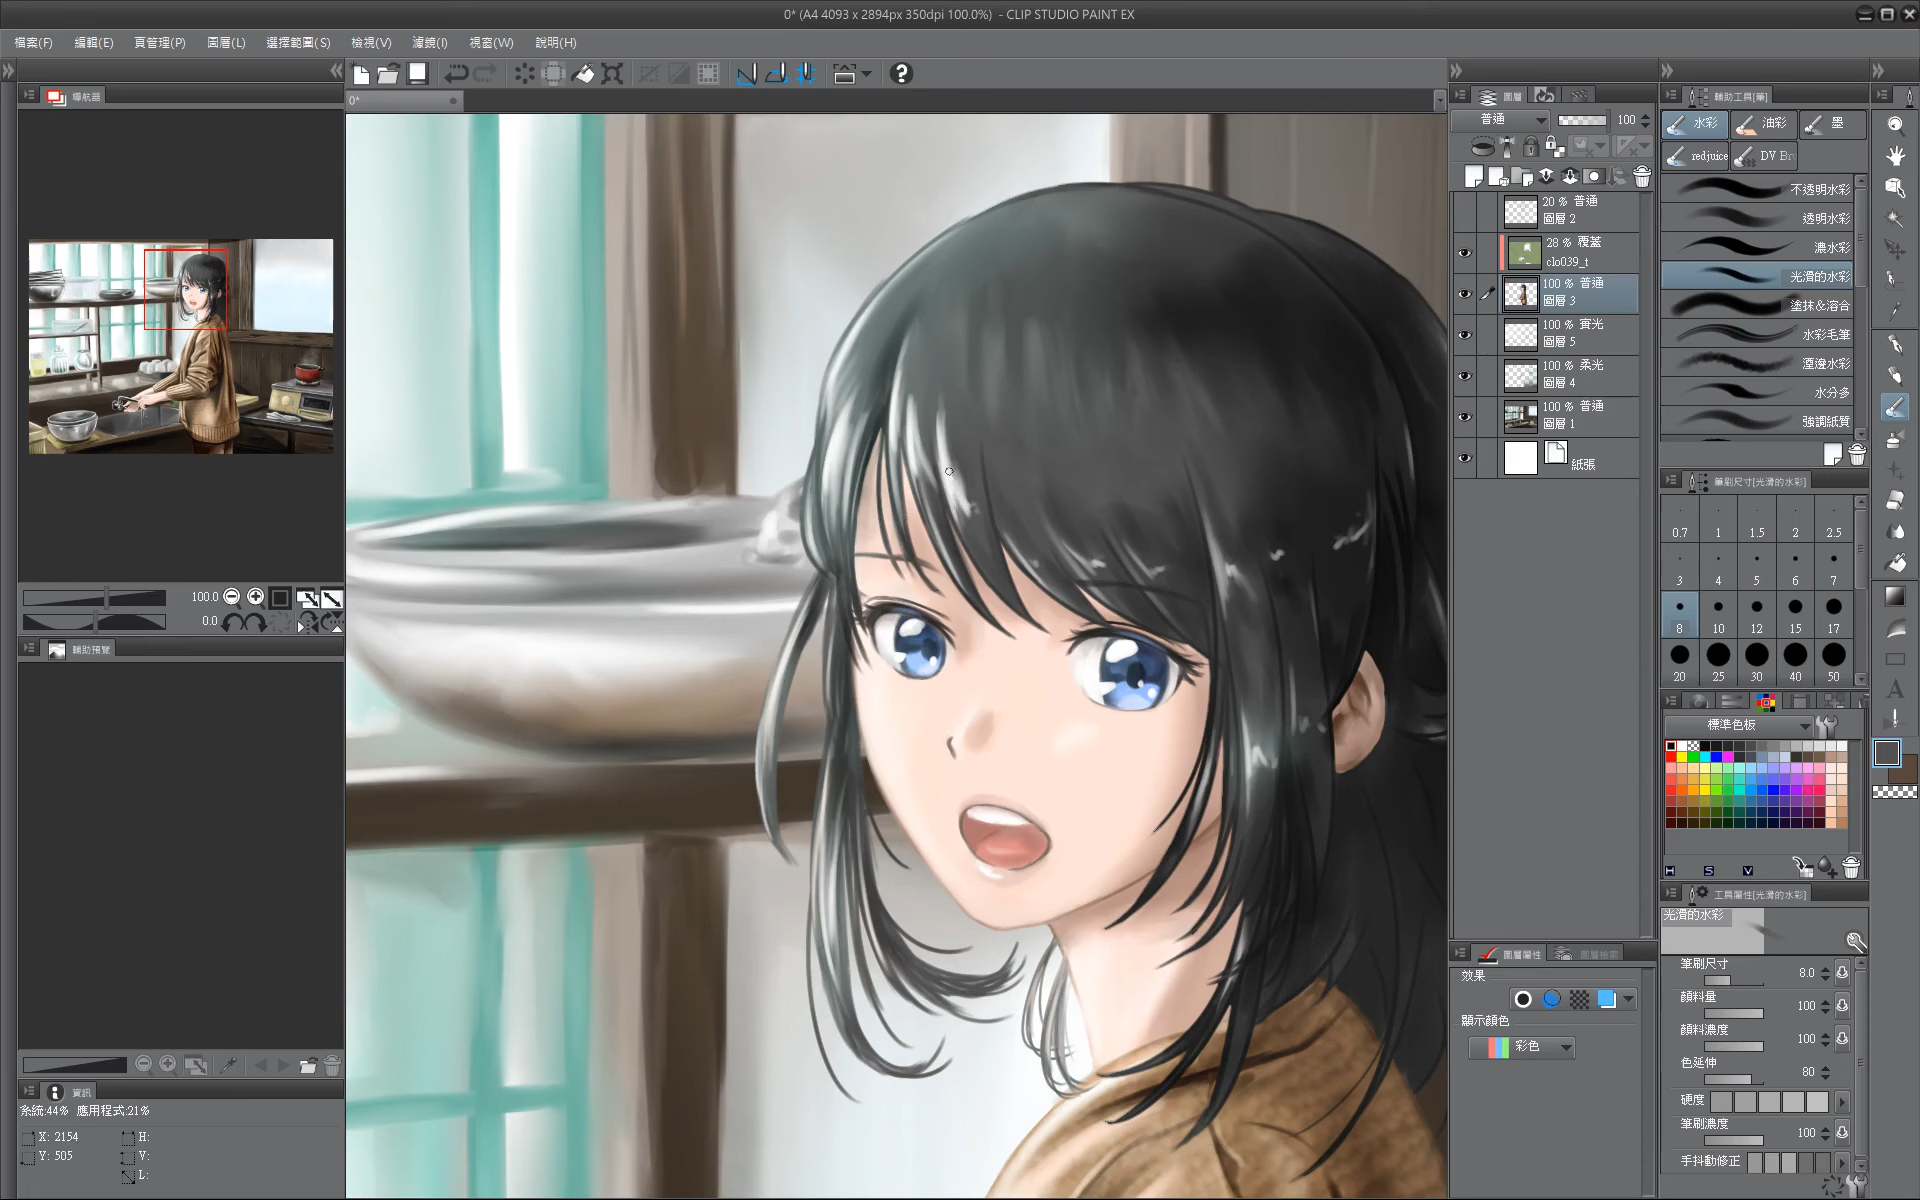 0* (A4 4093 x 2894px 350dpi 100.0%)  - CLIP STUDIO PAINT EX
檔案(F) 編輯(E) 頁管理(P) 圖層(L) 選擇範圍(S) 檢視(V) 濾鏡(I) 視窗(W) 說明(H)
導航器
0*
100.0
0.0
輔助預覽
資訊
系統:44% 應用程式:21%
X: 2154 H:
Y: 505 V:
L:
圖層
普通 100
20 % 普通
圖層 2
28 % 覆蓋
clo039_t
100 % 普通
圖層 3
100 % 實光
圖層 5
100 % 柔光
圖層 4
100 % 普通
圖層 1
紙張
圖層屬性 圖層檢索
效果
顯示顏色
彩色
輔助工具[筆]
水彩 油彩 墨
redjuice DV Bru
不透明水彩
透明水彩
濃水彩
光滑的水彩
塗抹&溶合
水彩毛筆
溼邊水彩
水分多
強調紙質
筆刷尺寸[光滑的水彩]
0.7 1 1.5 2 2.5
3 4 5 6 7
8 10 12 15 17
20 25 30 40 50
標準色板
H S V
工具屬性[光滑的水彩]
光滑的水彩
筆刷尺寸 8.0
顏料量 100
顏料濃度 100
色延伸 80
硬度
筆刷濃度 100
手抖動修正
A